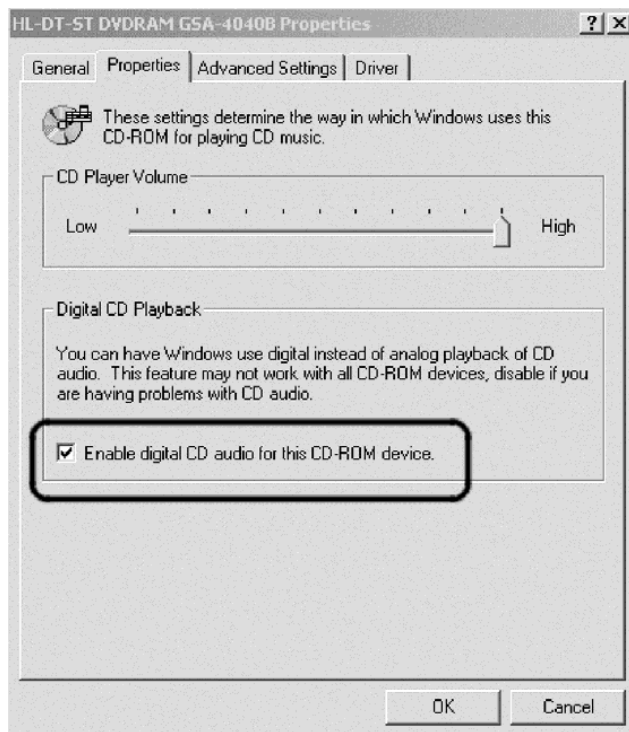 HL-DT-ST DVDRAM GSA-4040B Properties
General Properties Advanced Settings Driver
These settings determine the way in which Windows uses this
CD-ROM for playing CD music.
CD Player Volume
Low High
Digital CD Playback
You can have Windows use digital instead of analog playback of CD
audio. This feature may not work with all CD-ROM devices, disable if you
are having problems with CD audio.
Enable digital CD audio for this CD-ROM device.
OK Cancel